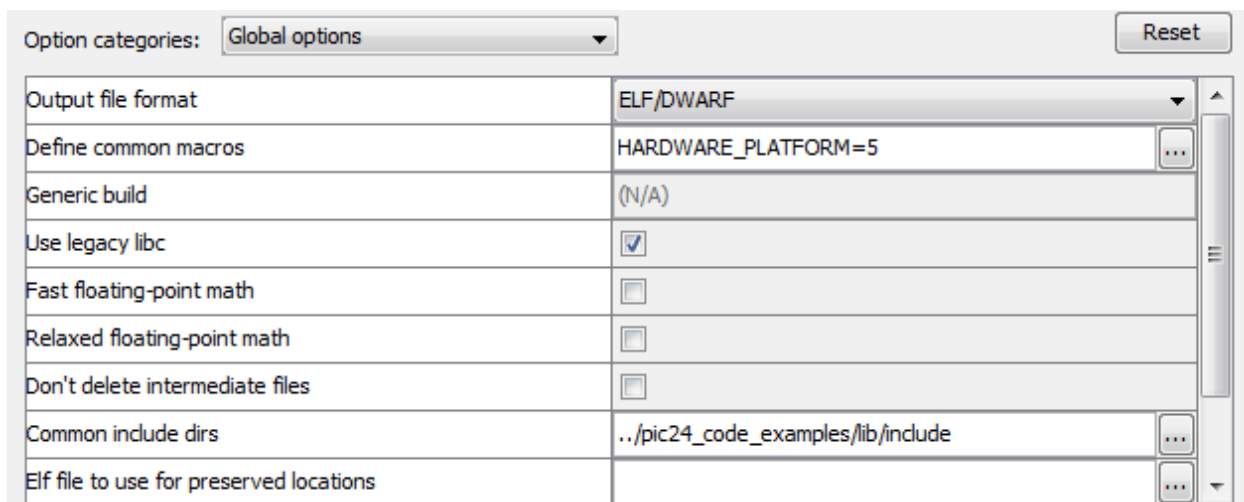 Option categories: Global options Reset
Output file format ELF/DWARF
Define common macros HARDWARE_PLATFORM=5 ...
Generic build (N/A)
Use legacy libc
Fast floating-point math
Relaxed floating-point math
Don't delete intermediate files
Common include dirs ../pic24_code_examples/lib/include ...
Elf file to use for preserved locations ...